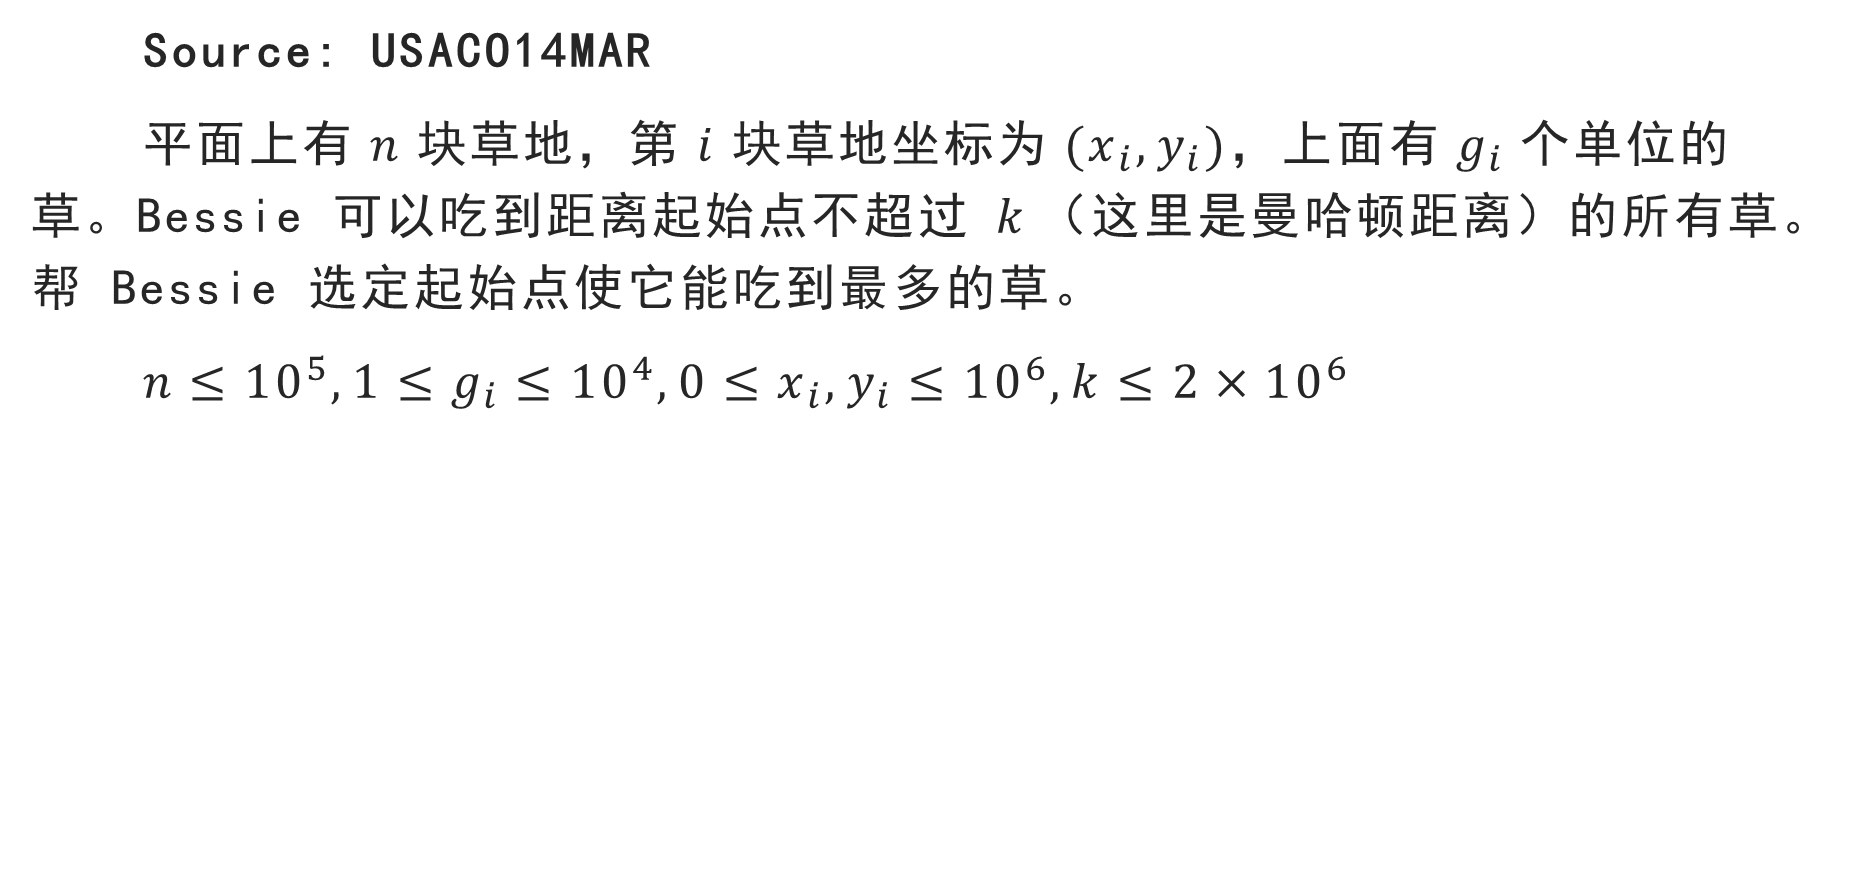 Source: USACO14MAR
平面上有 n 块草地，第 i 块草地坐标为 (x_i, y_i)，上面有 g_i 个单位的
草。Bessie 可以吃到距离起始点不超过 k （这里是曼哈顿距离）的所有草。
帮 Bessie 选定起始点使它能吃到最多的草。
n ≤ 10^5, 1 ≤ g_i ≤ 10^4, 0 ≤ x_i, y_i ≤ 10^6, k ≤ 2 × 10^6